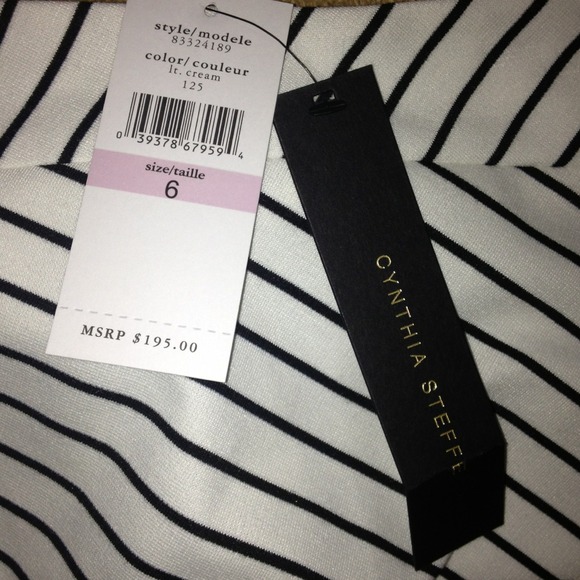 style/modele
83324189
color/ couleur
lt. cream
125
0 39378 67959 4
size/taille
6
MSRP $195.00
CYNTHIA STEFFE